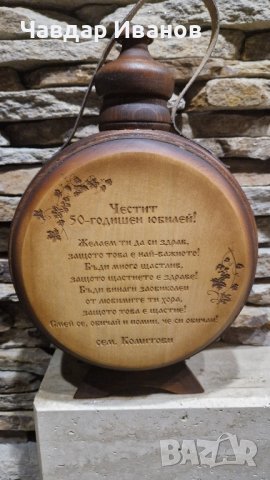 Чавдар Иванов
Честит
50-годишен юбилей!
Желаем ти да си здрав,
защото това е най-важното!
Бъди много щастлив,
защото щастието е здраве!
Бъди винаги заобиколен
от любимите ти хора,
защото това е щастие!
Смей се, обичай и помни, че си обичан!
сем. Комитови
BAZAR